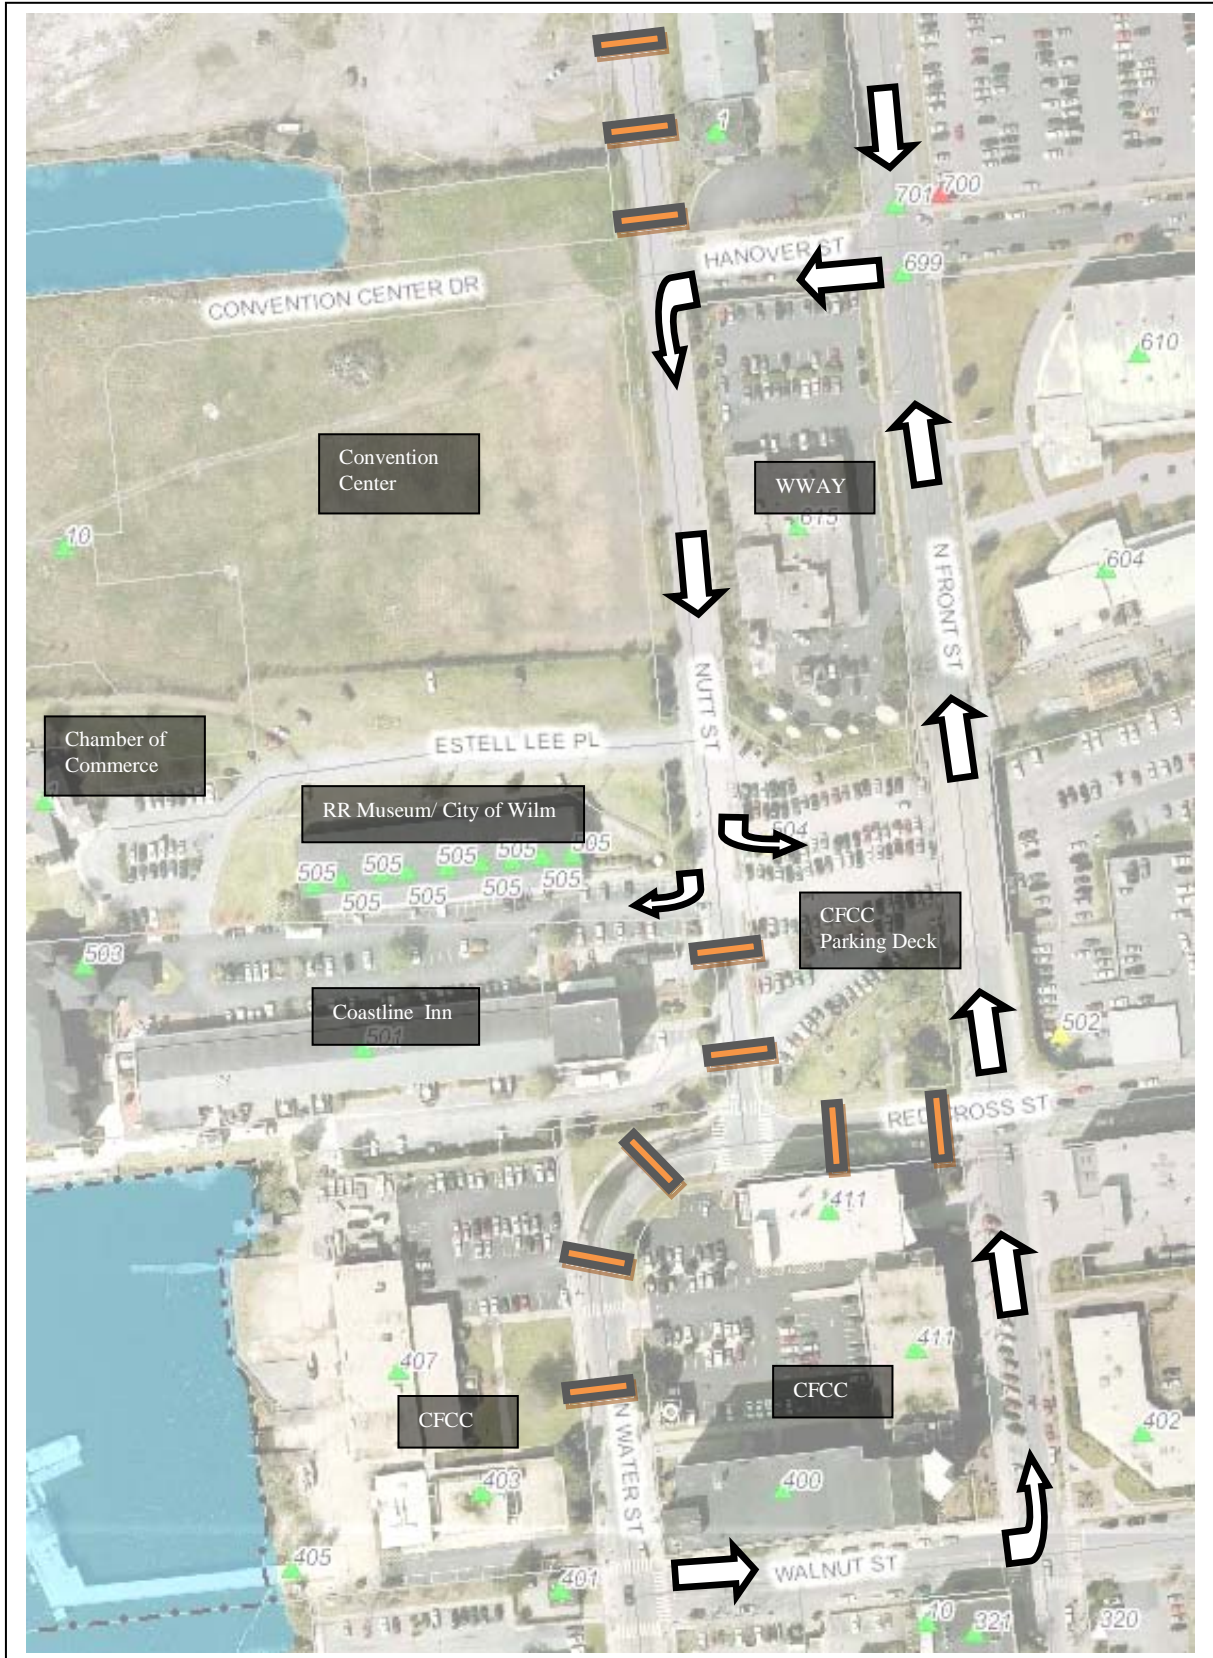 1
700
701
HANOVER ST
699
CONVENTION CENTER DR
610
Convention
Center
WWAY
615
10
604
N FRONT ST
NUTT ST
Chamber of
Commerce
ESTELL LEE PL
RR Museum/ City of Wilm
504
505
505
505
505
505
505
505
505
505
CFCC
Parking Deck
503
Coastline Inn
501
502
RED CROSS ST
411
411
407
CFCC
CFCC
402
N WATER ST
403
400
405
401
WALNUT ST
10
321
320